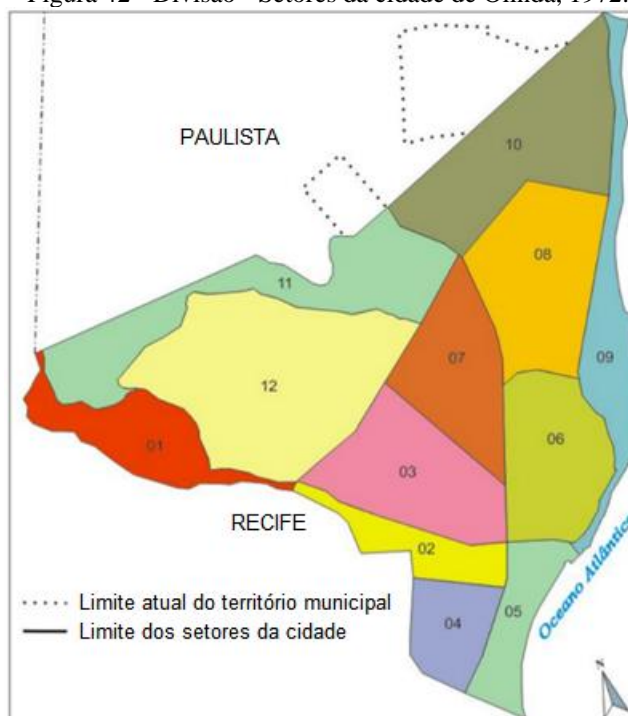 Figura 42 - Divisão - Setores da cidade de Olinda, 1972.
PAULISTA
10
08
11
09
07
12
01
06
03
RECIFE
02
Oceano Atlântico
05
04
Limite atual do território municipal
Limite dos setores da cidade
N